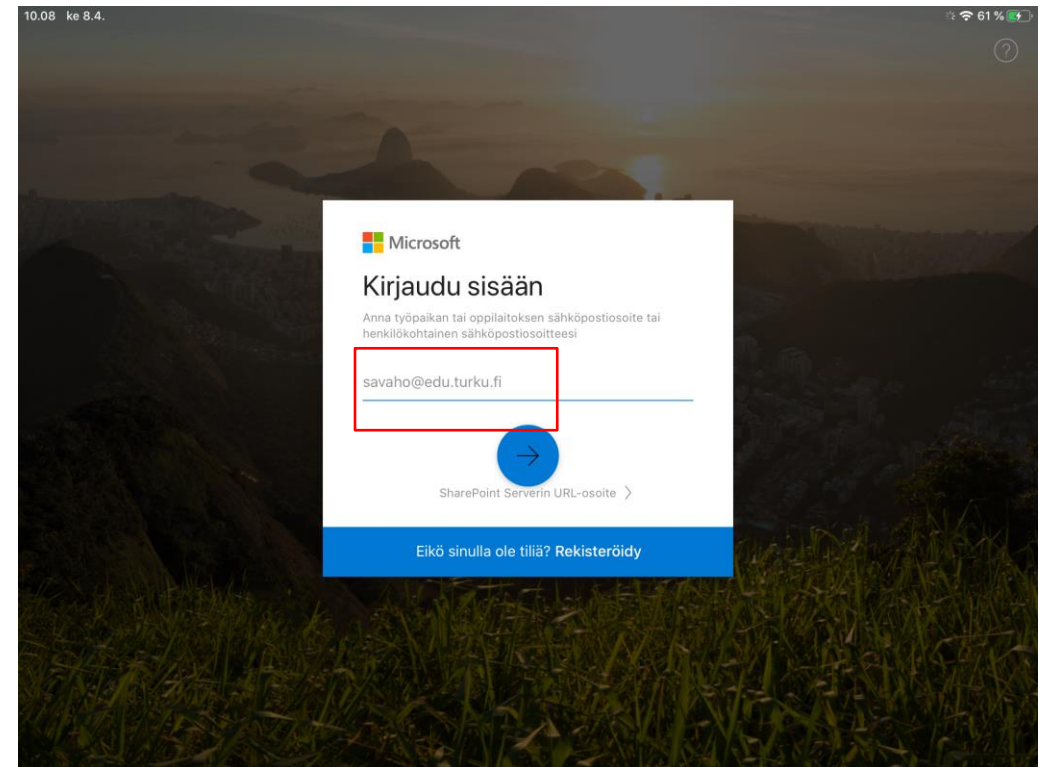 10.08 ke 8.4.
61 %
?
Microsoft
Kirjaudu sisään
Anna työpaikan tai oppilaitoksen sähköpostiosoite tai
henkilökohtainen sähköpostiosoitteesi
savaho@edu.turku.fi
SharePoint Serverin URL-osoite
Eikö sinulla ole tiliä? Rekisteröidy